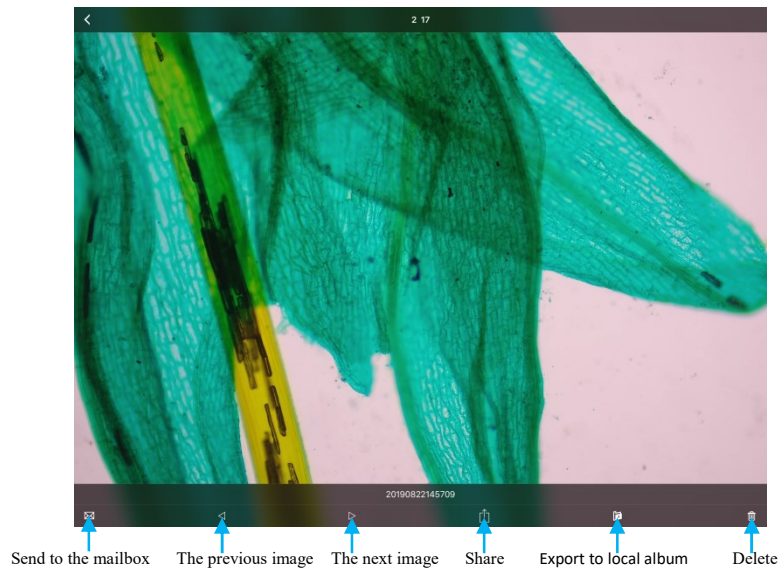 2 17
20190822145709
Send to the mailbox The previous image The next image Share Export to local album Delete